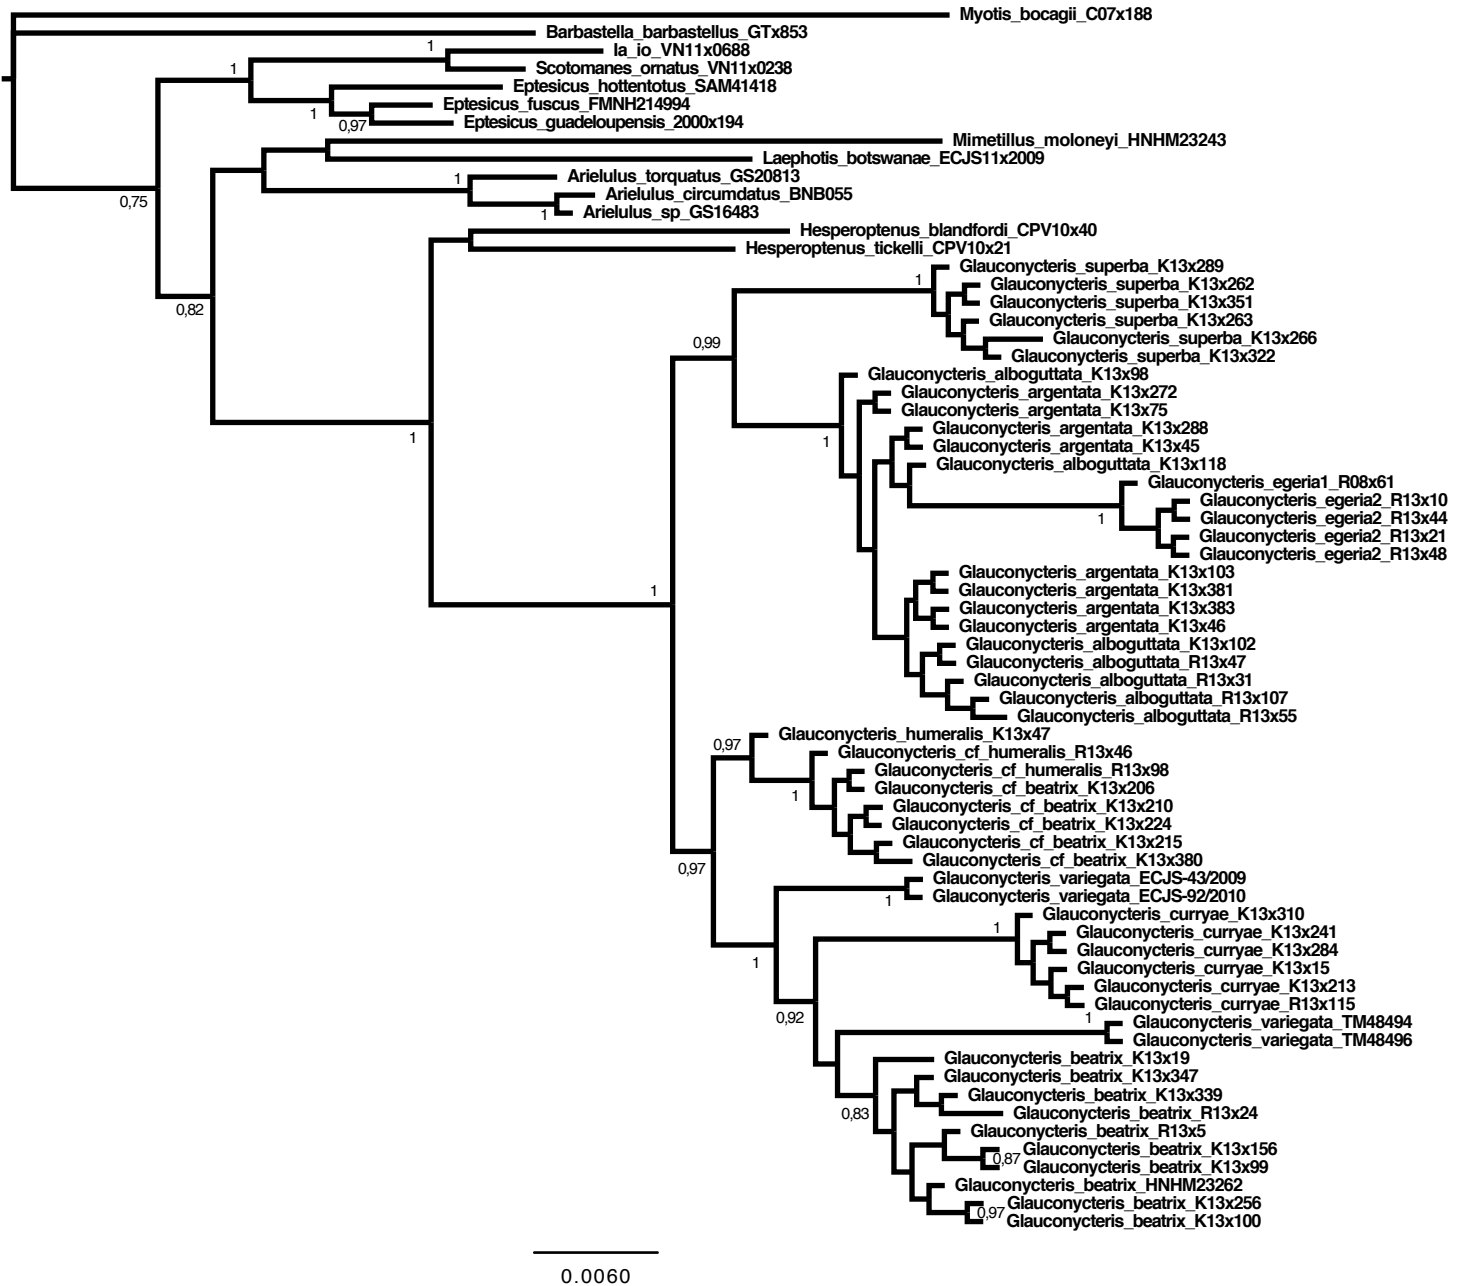 Myotis_bocagii_C07x188
Barbastella_barbastellus_GTx853
1
Ia_io_VN11x0688
1
Scotomanes_ornatus_VN11x0238
Eptesicus_hottentotus_SAM41418
1
Eptesicus_fuscus_FMNH214994
0,97
Eptesicus_guadeloupensis_2000x194
Mimetillus_moloneyi_HNHM23243
Laephotis_botswanae_ECJS11x2009
1
Arielulus_torquatus_GS20813
0,75
Arielulus_circumdatus_BNB055
1
Arielulus_sp_GS16483
Hesperoptenus_blandfordi_CPV10x40
Hesperoptenus_tickelli_CPV10x21
Glauconycteris_superba_K13x289
1
Glauconycteris_superba_K13x262
Glauconycteris_superba_K13x351
0,82
Glauconycteris_superba_K13x263
Glauconycteris_superba_K13x266
0,99
Glauconycteris_superba_K13x322
Glauconycteris_alboguttata_K13x98
Glauconycteris_argentata_K13x272
Glauconycteris_argentata_K13x75
Glauconycteris_argentata_K13x288
1
1
Glauconycteris_argentata_K13x45
Glauconycteris_alboguttata_K13x118
Glauconycteris_egeria1_R08x61
Glauconycteris_egeria2_R13x10
1
Glauconycteris_egeria2_R13x44
Glauconycteris_egeria2_R13x21
Glauconycteris_egeria2_R13x48
Glauconycteris_argentata_K13x103
1
Glauconycteris_argentata_K13x381
Glauconycteris_argentata_K13x383
Glauconycteris_argentata_K13x46
Glauconycteris_alboguttata_K13x102
Glauconycteris_alboguttata_R13x47
Glauconycteris_alboguttata_R13x31
Glauconycteris_alboguttata_R13x107
Glauconycteris_alboguttata_R13x55
Glauconycteris_humeralis_K13x47
0,97
Glauconycteris_cf_humeralis_R13x46
Glauconycteris_cf_humeralis_R13x98
Glauconycteris_cf_beatrix_K13x206
1
Glauconycteris_cf_beatrix_K13x210
Glauconycteris_cf_beatrix_K13x224
Glauconycteris_cf_beatrix_K13x215
Glauconycteris_cf_beatrix_K13x380
0,97
Glauconycteris_variegata_ECJS-43/2009
Glauconycteris_variegata_ECJS-92/2010
1
Glauconycteris_curryae_K13x310
1
Glauconycteris_curryae_K13x241
Glauconycteris_curryae_K13x284
1
Glauconycteris_curryae_K13x15
Glauconycteris_curryae_K13x213
Glauconycteris_curryae_R13x115
0,92
1
Glauconycteris_variegata_TM48494
Glauconycteris_variegata_TM48496
Glauconycteris_beatrix_K13x19
Glauconycteris_beatrix_K13x347
Glauconycteris_beatrix_K13x339
0,83
Glauconycteris_beatrix_R13x24
Glauconycteris_beatrix_R13x5
Glauconycteris_beatrix_K13x156
0,87
Glauconycteris_beatrix_K13x99
Glauconycteris_beatrix_HNHM23262
Glauconycteris_beatrix_K13x256
0,97
Glauconycteris_beatrix_K13x100
0.0060